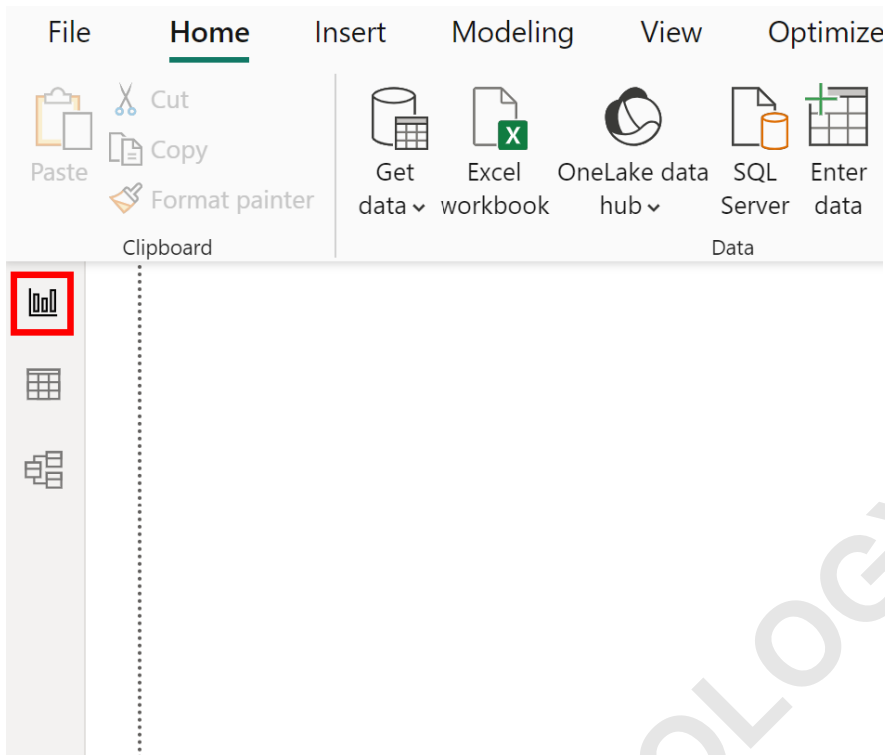 File Home Insert Modeling View Optimize
Cut
Copy
Paste
Format painter
Get data
Excel workbook
OneLake data hub
SQL Server
Enter data
Clipboard
Data